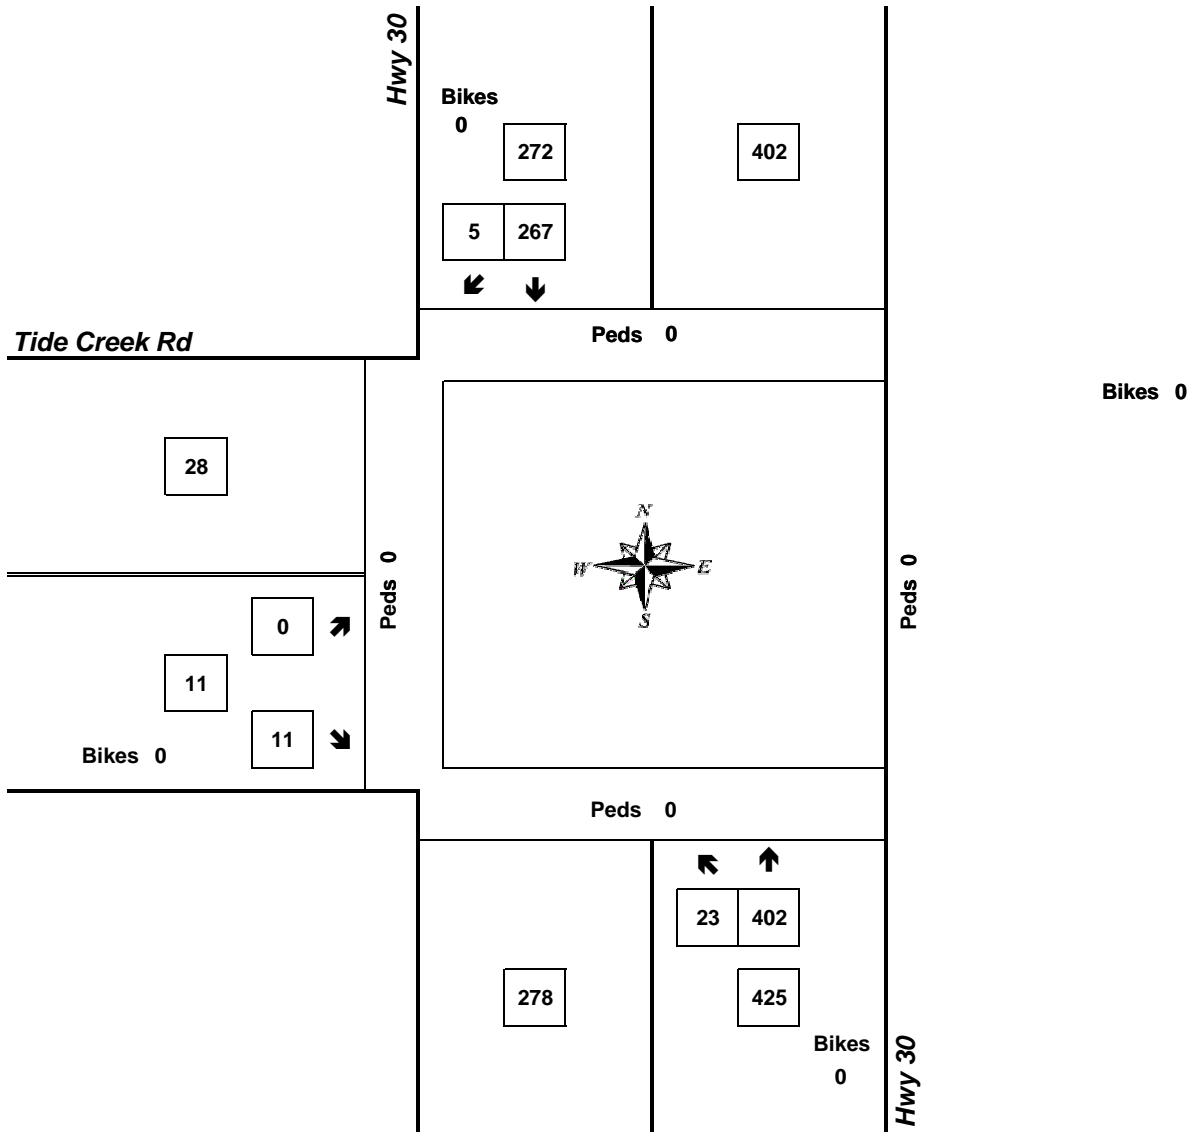 Hwy 30
Bikes
0
272
402
5 267
Peds 0
Tide Creek Rd
Bikes 0
28
N
W E
S
Peds 0
Peds 0
0
11
11
Bikes 0
Peds 0
23 402
278
425
Bikes
0
Hwy 30